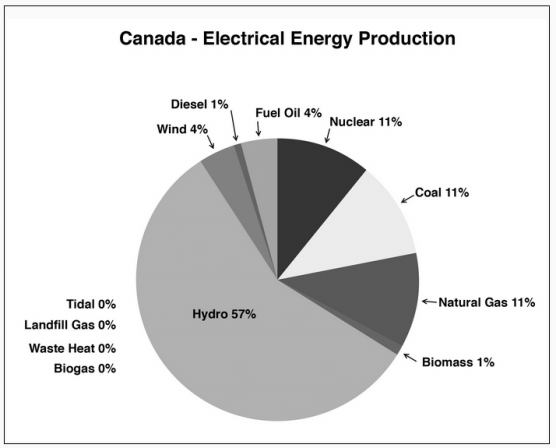 Canada - Electrical Energy Production
Diesel 1%
Fuel Oil 4%
Wind 4%
Nuclear 11%
Coal 11%
Natural Gas 11%
Biomass 1%
Hydro 57%
Tidal 0%
Landfill Gas 0%
Waste Heat 0%
Biogas 0%